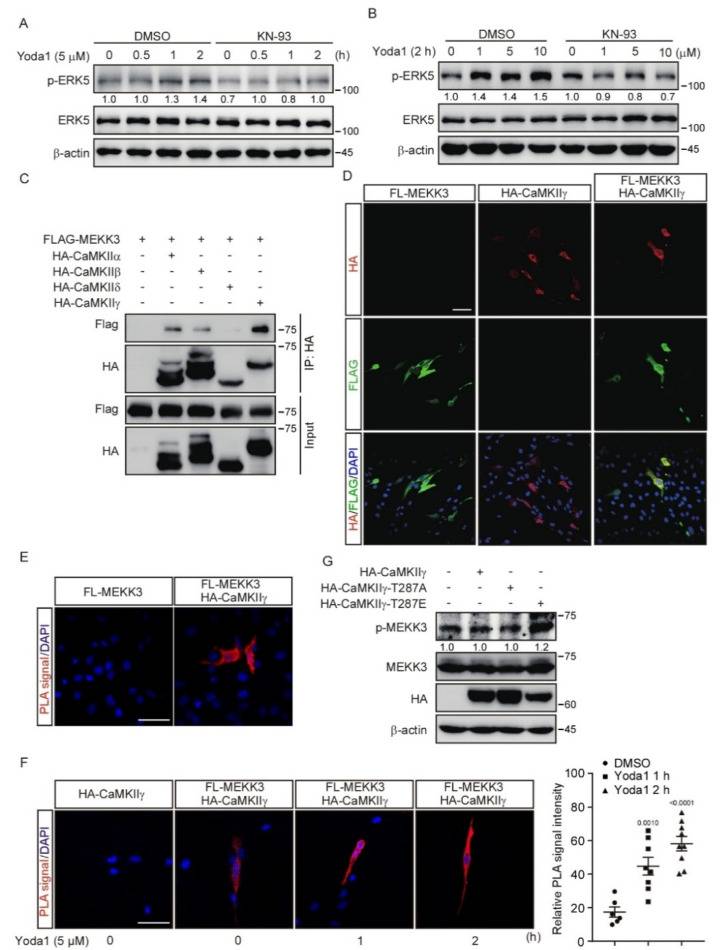 A
DMSO KN-93
Yoda1 (5 μM) 0 0.5 1 2 0 0.5 1 2 (h)
p-ERK5
-100
1.0 1.0 1.3 1.4 0.7 1.0 0.8 1.0
ERK5
-100
β-actin -45
B
DMSO KN-93
Yoda1 (2 h) 0 1 5 10 0 1 5 10 (μM)
p-ERK5
-100
1.0 1.4 1.4 1.5 1.0 0.9 0.8 0.7
ERK5
-100
β-actin -45
C
FLAG-MEKK3 + + + + +
HA-CaMKIIα - + - - -
HA-CaMKIIβ - - + - -
HA-CaMKIIδ - - - + -
HA-CaMKIIγ - - - - +
Flag -75
-75
HA
IP: HA
Flag -75
-75
HA
Input
D
FL-MEKK3 HA-CaMKIIγ FL-MEKK3
HA-CaMKIIγ
HA
FLAG
HA/FLAG/DAPI
E
FL-MEKK3 FL-MEKK3
HA-CaMKIIγ
PLA signal/DAPI
G
HA-CaMKIIγ - + - -
HA-CaMKIIγ-T287A - - + -
HA-CaMKIIγ-T287E - - - +
-75
p-MEKK3
1.0 1.0 1.0 1.2
-75
MEKK3
HA -60
β-actin -45
F
HA-CaMKIIγ FL-MEKK3
HA-CaMKIIγ FL-MEKK3
HA-CaMKIIγ FL-MEKK3
HA-CaMKIIγ
PLA signal/DAPI
Yoda1 (5 μM) 0 0 1 2 (h)
DMSO
Yoda1 1 h
Yoda1 2 h
Relative PLA signal intensity
100
80
60
40
20
0
0.0010
<0.0001